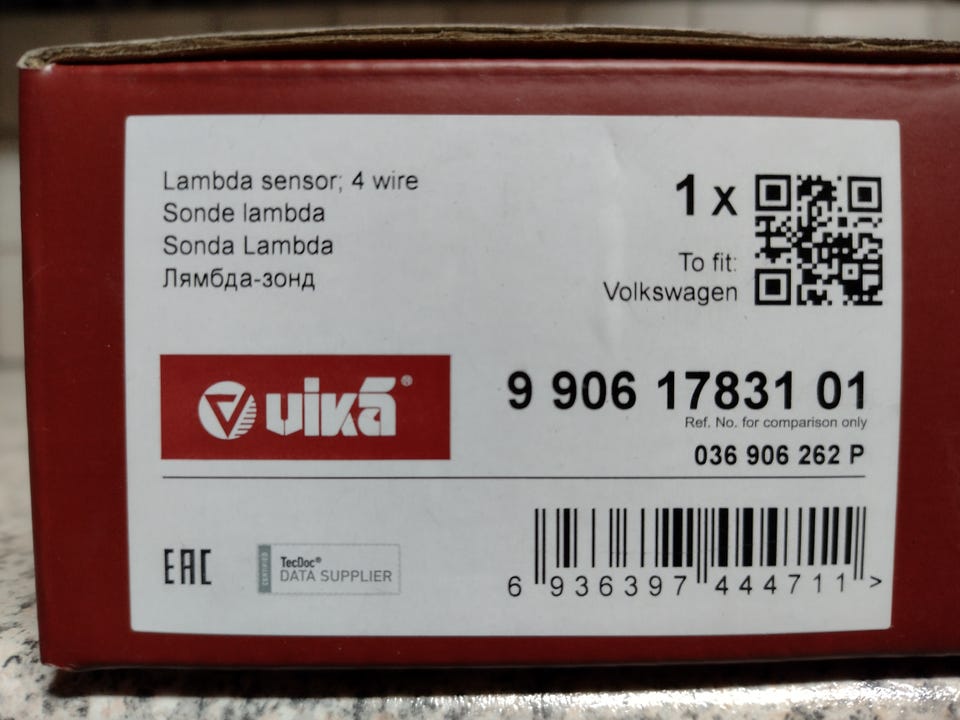 Lambda sensor; 4 wire
Sonde lambda
Sonda Lambda
Лямбда-зонд
1 x
To fit:
Volkswagen
vika®
9 906 17831 01
Ref. No. for comparison only
036 906 262 P
EAC
CERTIFIED
TecDoc®
DATA SUPPLIER
6 936397 444711 >